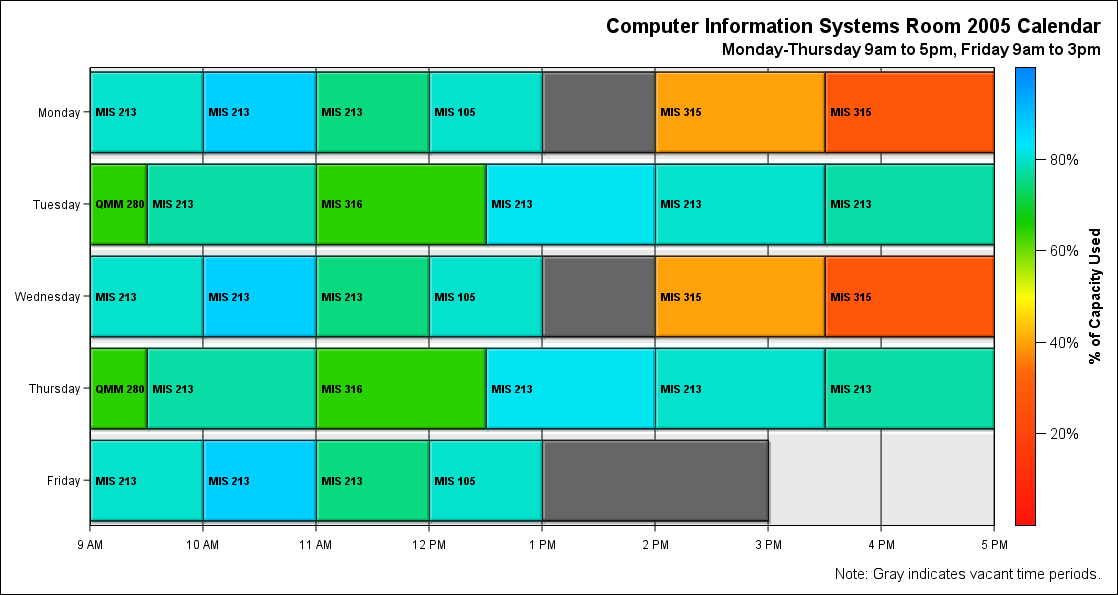 Computer Information Systems Room 2005 Calendar
Monday-Thursday 9am to 5pm, Friday 9am to 3pm
Monday MIS 213 MIS 213 MIS 213 MIS 105 MIS 315 MIS 315
Tuesday QMM 280 MIS 213 MIS 316 MIS 213 MIS 213 MIS 213
Wednesday MIS 213 MIS 213 MIS 213 MIS 105 MIS 315 MIS 315
Thursday QMM 280 MIS 213 MIS 316 MIS 213 MIS 213 MIS 213
Friday MIS 213 MIS 213 MIS 213 MIS 105
9 AM 10 AM 11 AM 12 PM 1 PM 2 PM 3 PM 4 PM 5 PM
80%
60%
40%
20%
% of Capacity Used
Note: Gray indicates vacant time periods.